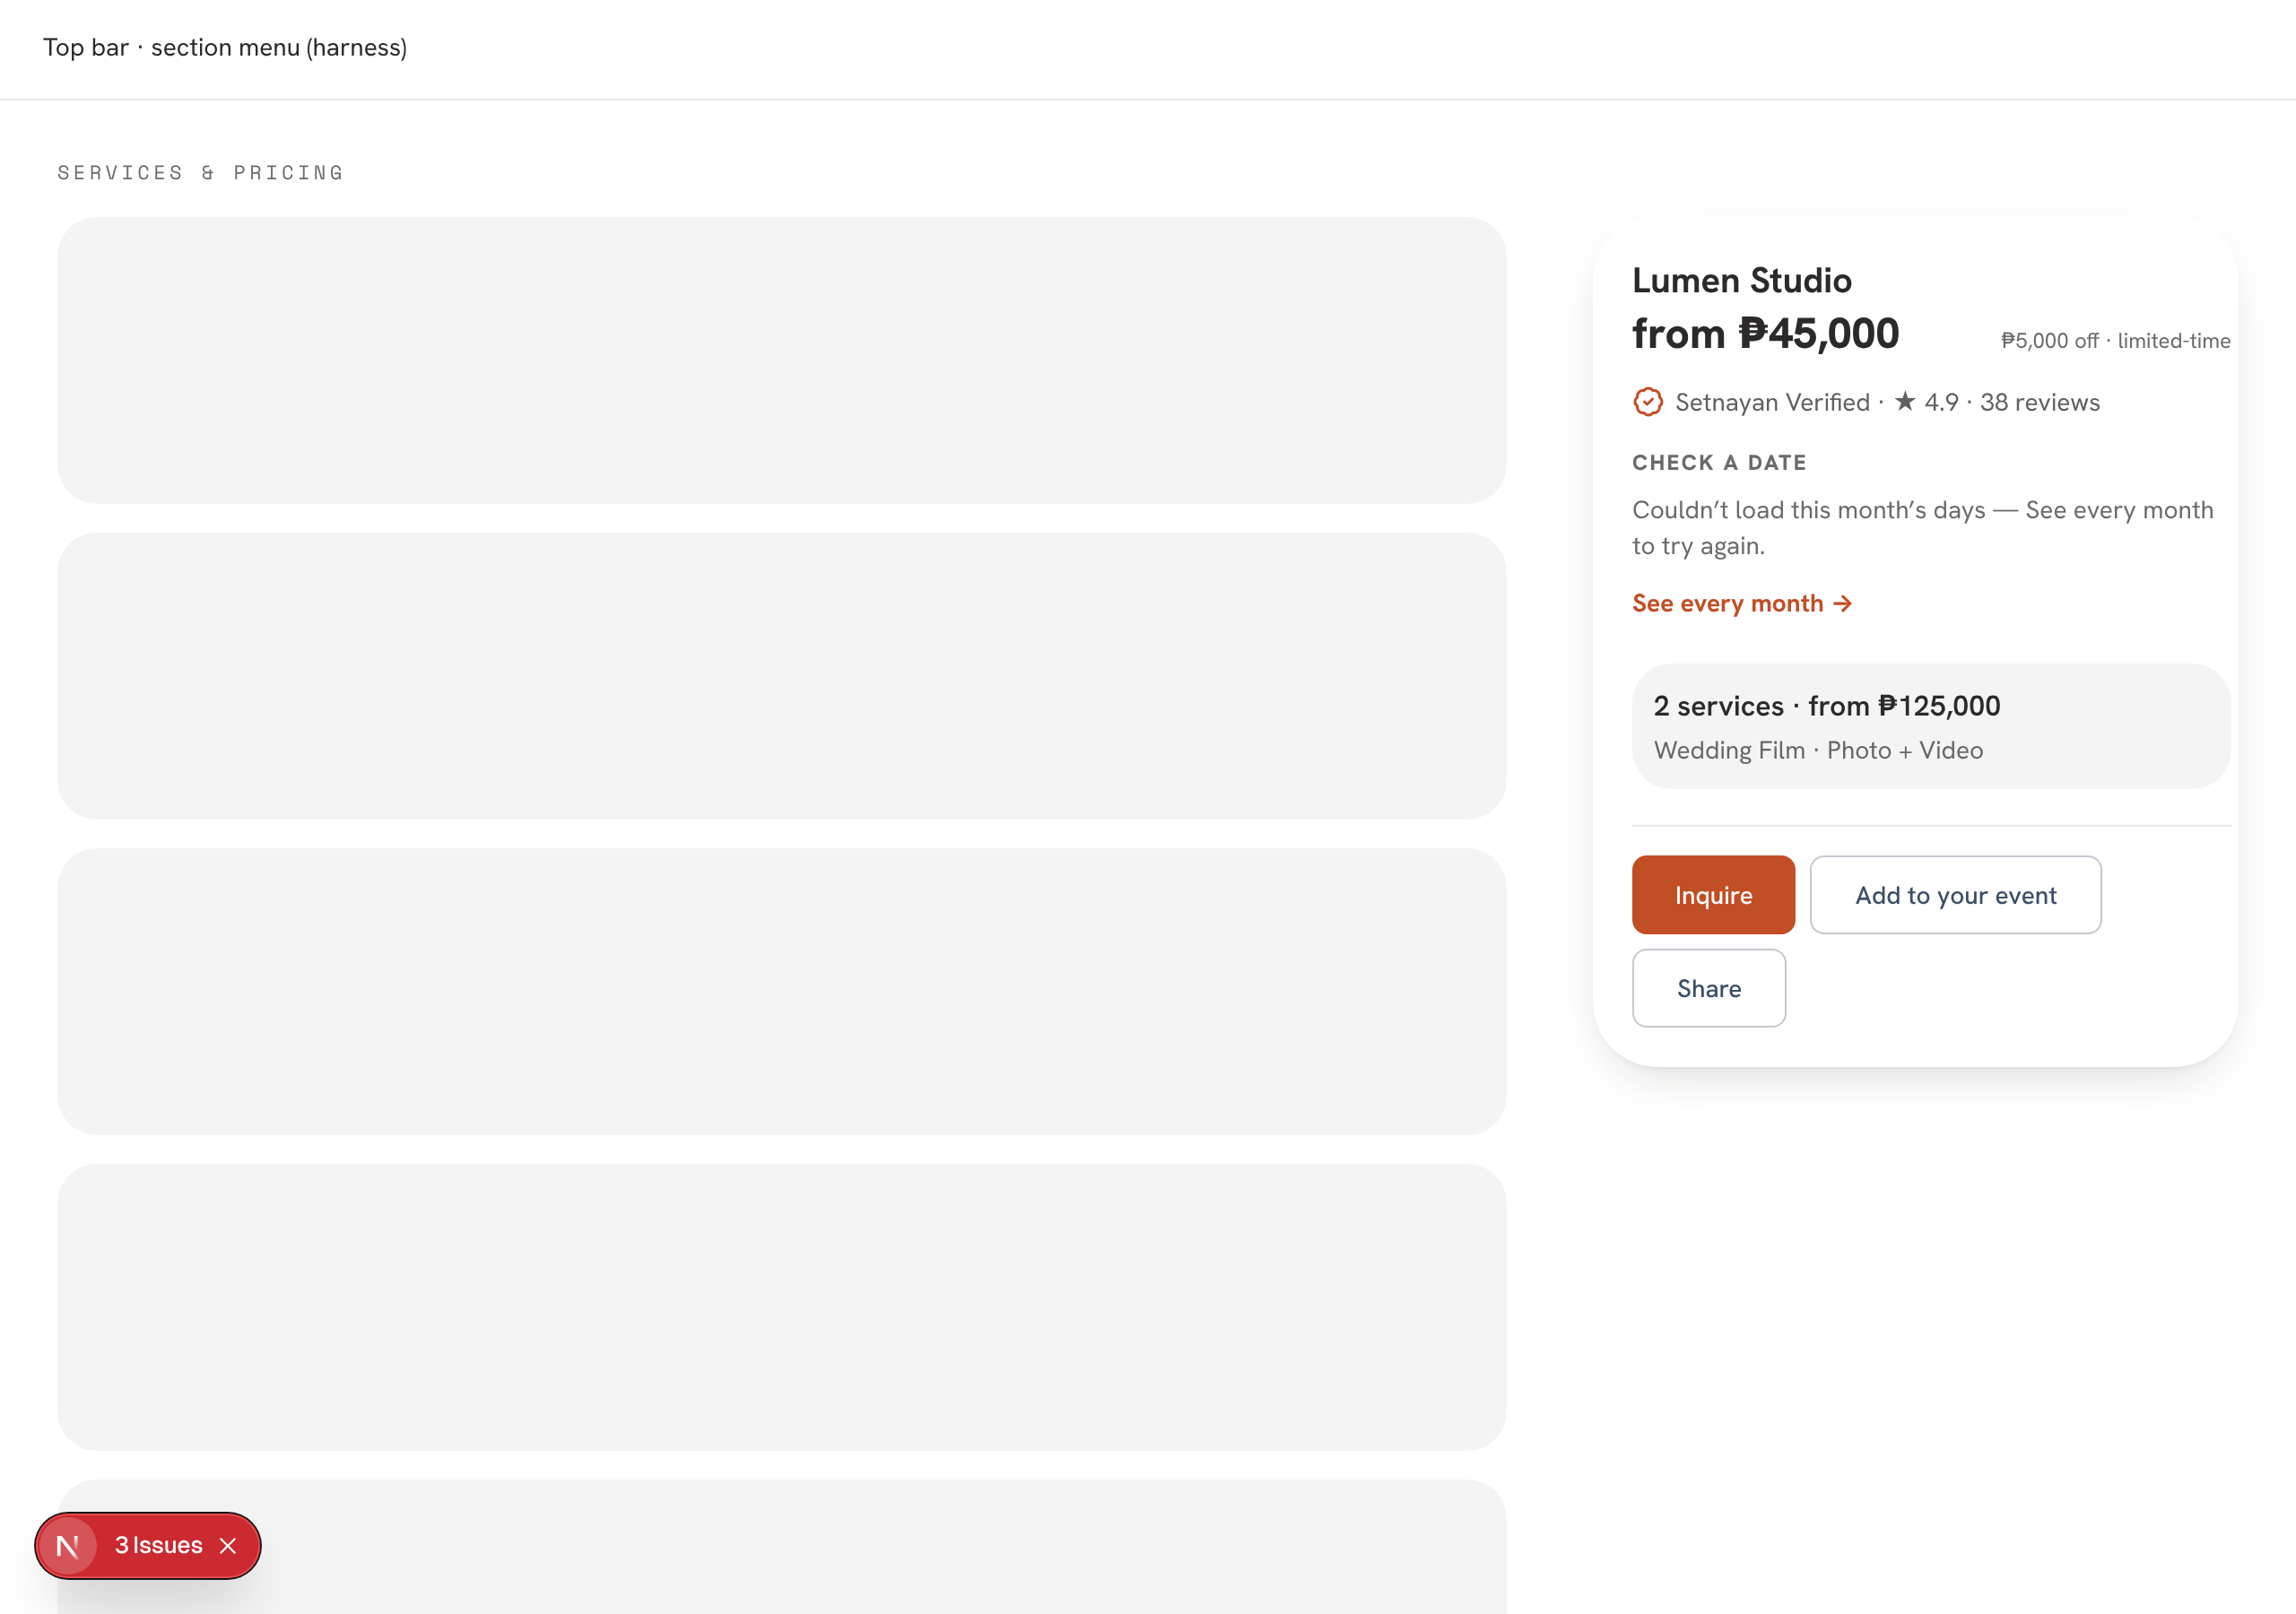 Top bar · section menu (harness)
SERVICES & PRICING
Lumen Studio
from ₱45,000
₱5,000 off · limited-time
Setnayan Verified · ★ 4.9 · 38 reviews
CHECK A DATE
Couldn’t load this month’s days — See every month
to try again.
See every month →
2 services · from ₱125,000
Wedding Film · Photo + Video
Inquire
Add to your event
Share
N
3 Issues